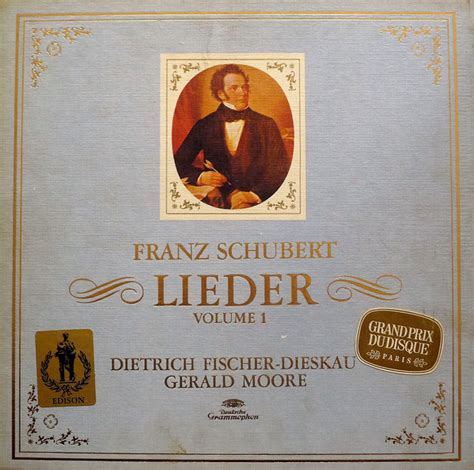 FRANZ SCHUBERT
LIEDER
VOLUME 1
GRAND PRIX
DU DISQUE
PARIS
DIETRICH FISCHER-DIESKAU
GERALD MOORE
EDISON
Deutsche
Grammophon